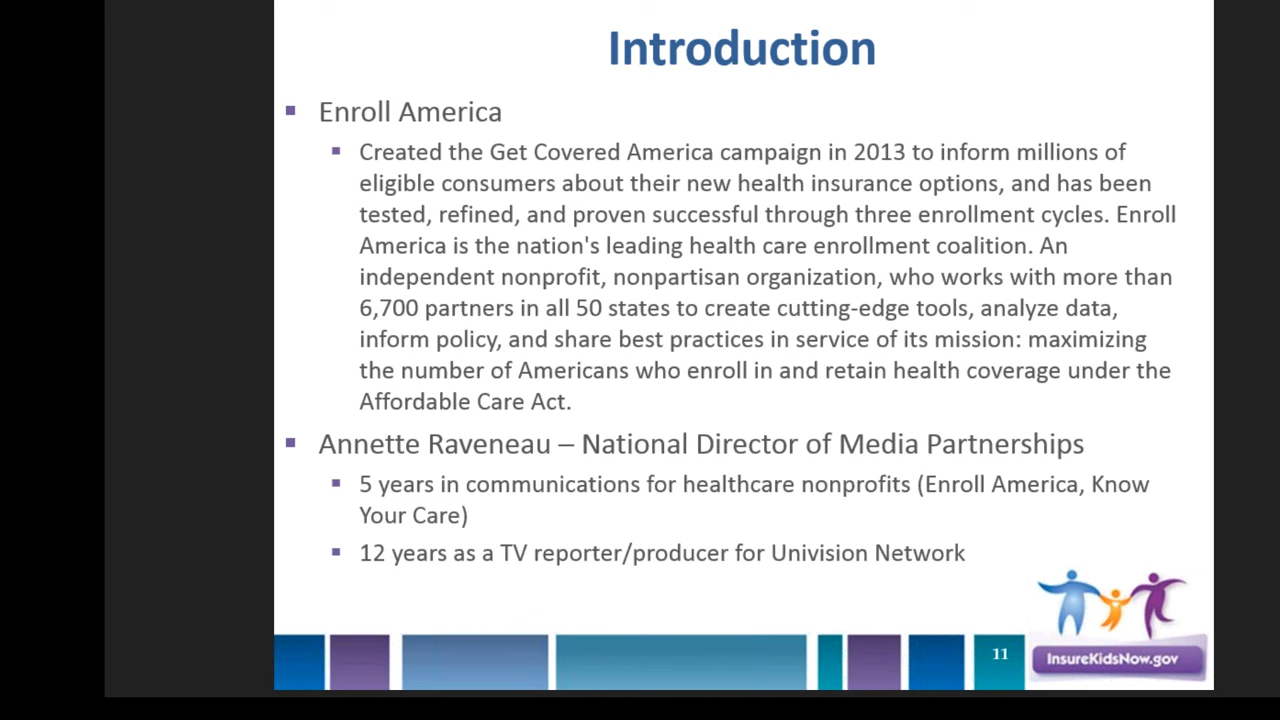 Introduction
Enroll America
Created the Get Covered America campaign in 2013 to inform millions of
eligible consumers about their new health insurance options, and has been
tested, refined, and proven successful through three enrollment cycles. Enroll
America is the nation's leading health care enrollment coalition. An
independent nonprofit, nonpartisan organization, who works with more than
6,700 partners in all 50 states to create cutting-edge tools, analyze data,
inform policy, and share best practices in service of its mission: maximizing
the number of Americans who enroll in and retain health coverage under the
Affordable Care Act.
Annette Raveneau – National Director of Media Partnerships
5 years in communications for healthcare nonprofits (Enroll America, Know
Your Care)
12 years as a TV reporter/producer for Univision Network
11
InsureKidsNow.gov